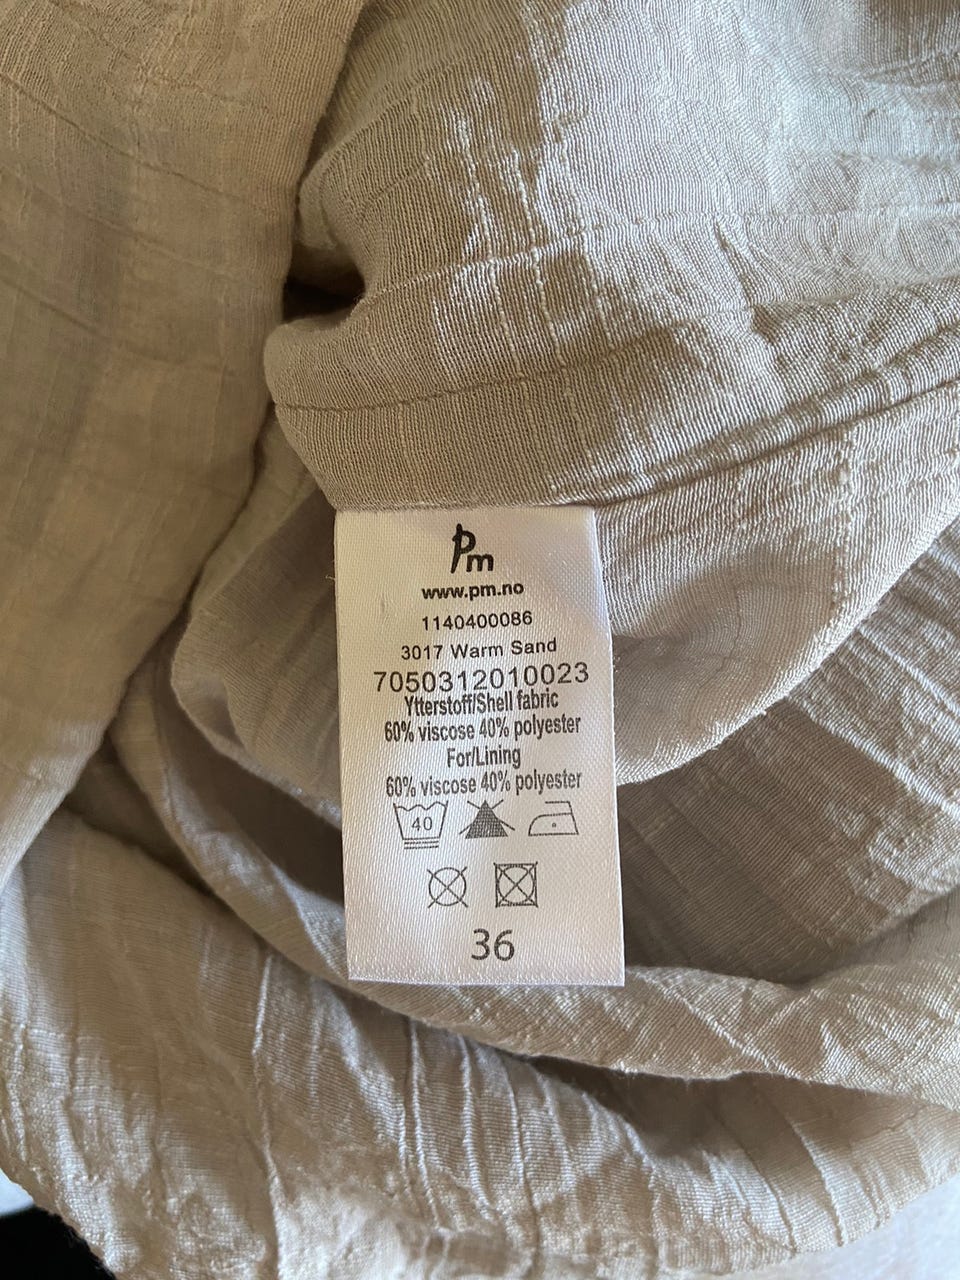 Pm
www.pm.no
1140400086
3017 Warm Sand
7050312010023
Ytterstoff/Shell fabric
60% viscose 40% polyester
For/Lining
60% viscose 40% polyester
40
36